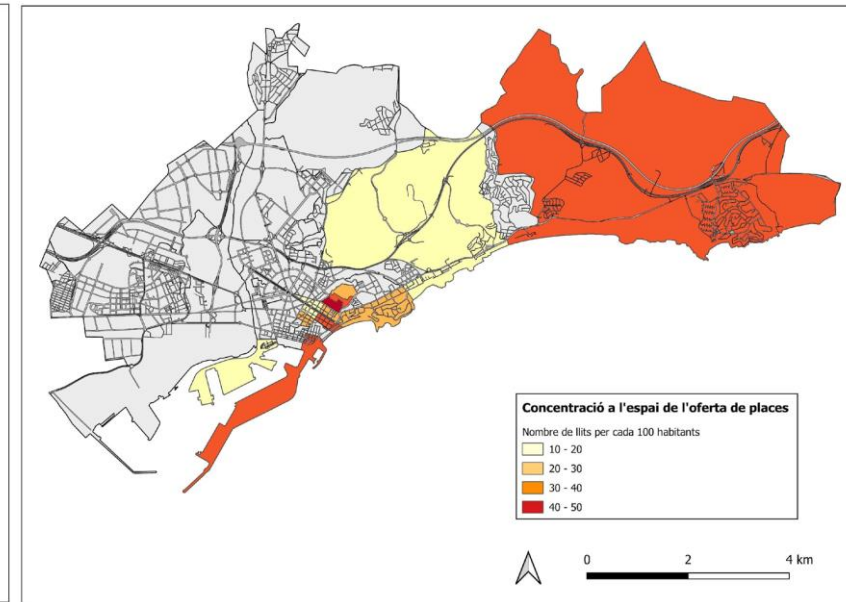 Concentració a l'espai de l'oferta de places
Nombre de llits per cada 100 habitants
10 - 20
20 - 30
30 - 40
40 - 50
0 2 4 km